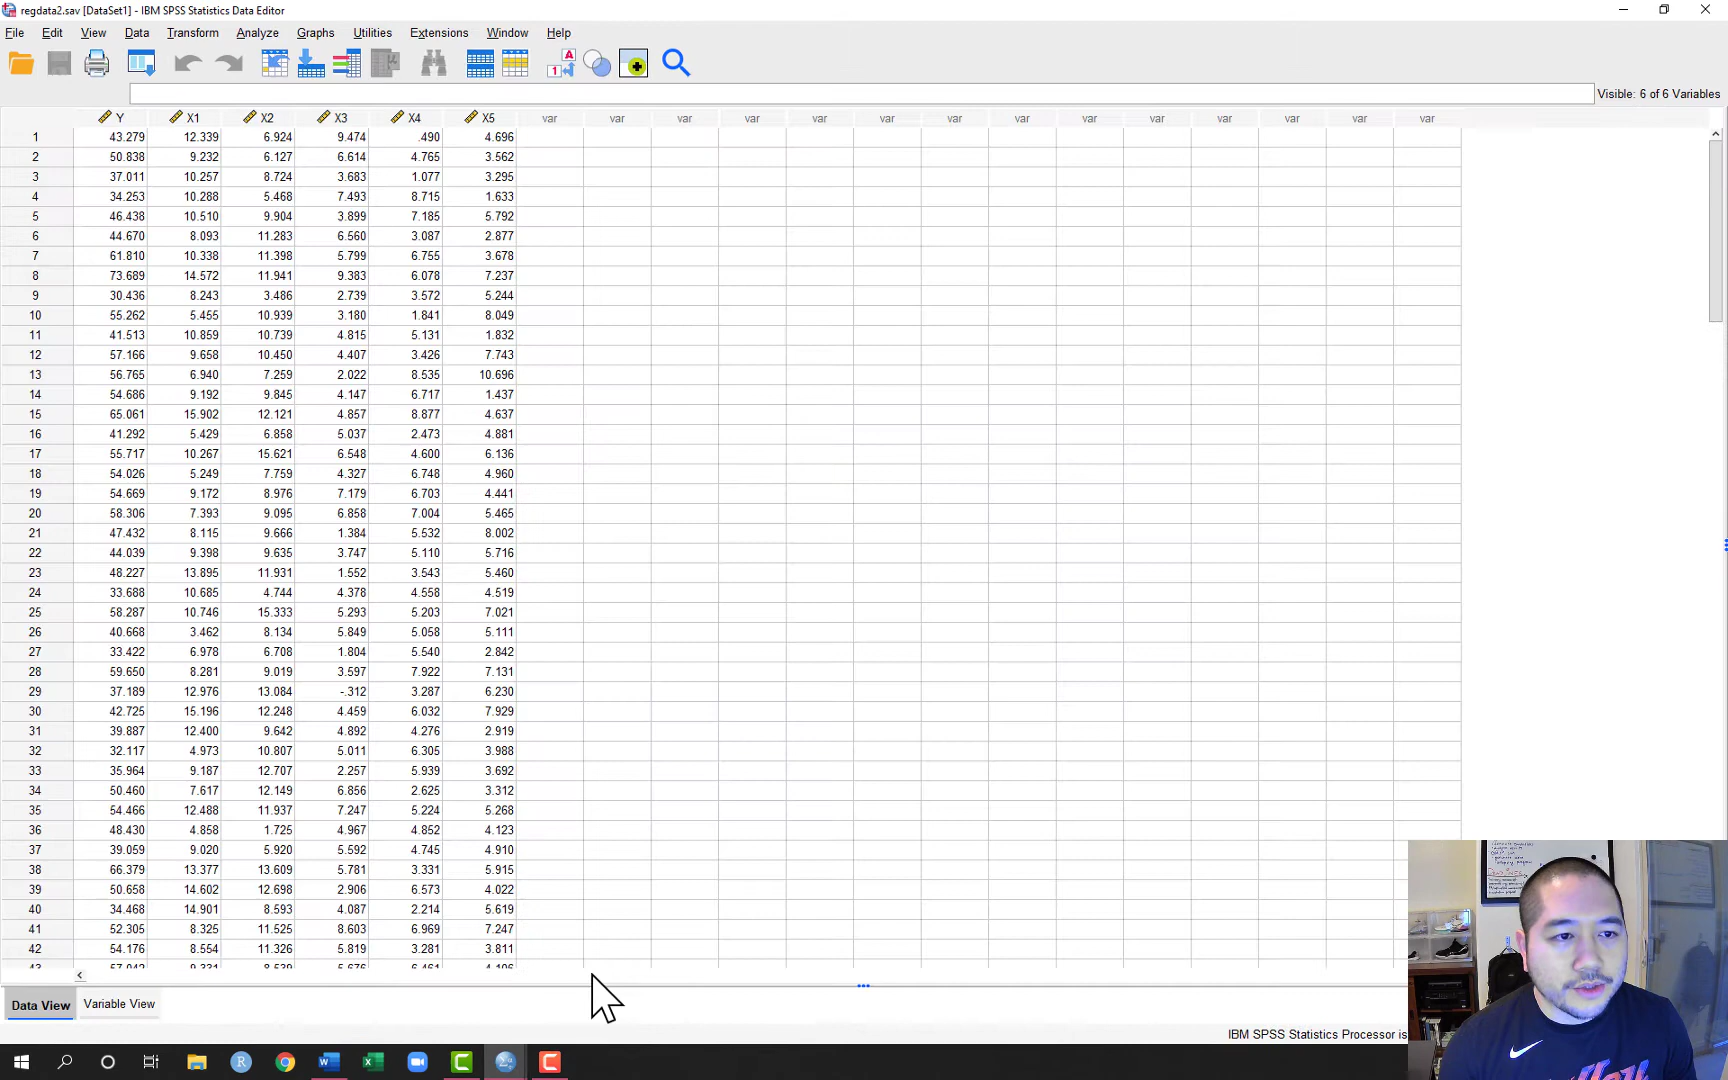 regdata2.sav [DataSet1] - IBM SPSS Statistics Data Editor
File Edit View Data Transform Analyze Graphs Utilities Extensions Window Help
Visible: 6 of 6 Variables
Y X1 X2 X3 X4 X5 var var var var var var var var var var var var var var
1 43.279 12.339 6.924 9.474 .490 4.696
2 50.838 9.232 6.127 6.614 4.765 3.562
3 37.011 10.257 8.724 3.683 1.077 3.295
4 34.253 10.288 5.468 7.493 8.715 1.633
5 46.438 10.510 9.904 3.899 7.185 5.792
6 44.670 8.093 11.283 6.560 3.087 2.877
7 61.810 10.338 11.398 5.799 6.755 3.678
8 73.689 14.572 11.941 9.383 6.078 7.237
9 30.436 8.243 3.486 2.739 3.572 5.244
10 55.262 5.455 10.939 3.180 1.841 8.049
11 41.513 10.859 10.739 4.815 5.131 1.832
12 57.166 9.658 10.450 4.407 3.426 7.743
13 56.765 6.940 7.259 2.022 8.535 10.696
14 54.686 9.192 9.845 4.147 6.717 1.437
15 65.061 15.902 12.121 4.857 8.877 4.637
16 41.292 5.429 6.858 5.037 2.473 4.881
17 55.717 10.267 15.621 6.548 4.600 6.136
18 54.026 5.249 7.759 4.327 6.748 4.960
19 54.669 9.172 8.976 7.179 6.703 4.441
20 58.306 7.393 9.095 6.858 7.004 5.465
21 47.432 8.115 9.666 1.384 5.532 8.002
22 44.039 9.398 9.635 3.747 5.110 5.716
23 48.227 13.895 11.931 1.552 3.543 5.460
24 33.688 10.685 4.744 4.378 4.558 4.519
25 58.287 10.746 15.333 5.293 5.203 7.021
26 40.668 3.462 8.134 5.849 5.058 5.111
27 33.422 6.978 6.708 1.804 5.540 2.842
28 59.650 8.281 9.019 3.597 7.922 7.131
29 37.189 12.976 13.084 -.312 3.287 6.230
30 42.725 15.196 12.248 4.459 6.032 7.929
31 39.887 12.400 9.642 4.892 4.276 2.919
32 32.117 4.973 10.807 5.011 6.305 3.988
33 35.964 9.187 12.707 2.257 5.939 3.692
34 50.460 7.617 12.149 6.856 2.625 3.312
35 54.466 12.488 11.937 7.247 5.224 5.268
36 48.430 4.858 1.725 4.967 4.852 4.123
37 39.059 9.020 5.920 5.592 4.745 4.910
38 66.379 13.377 13.609 5.781 3.331 5.915
39 50.658 14.602 12.698 2.906 6.573 4.022
40 34.468 14.901 8.593 4.087 2.214 5.619
41 52.305 8.325 11.525 8.603 6.969 7.247
42 54.176 8.554 11.326 5.819 3.281 3.811
Data View Variable View
IBM SPSS Statistics Processor is